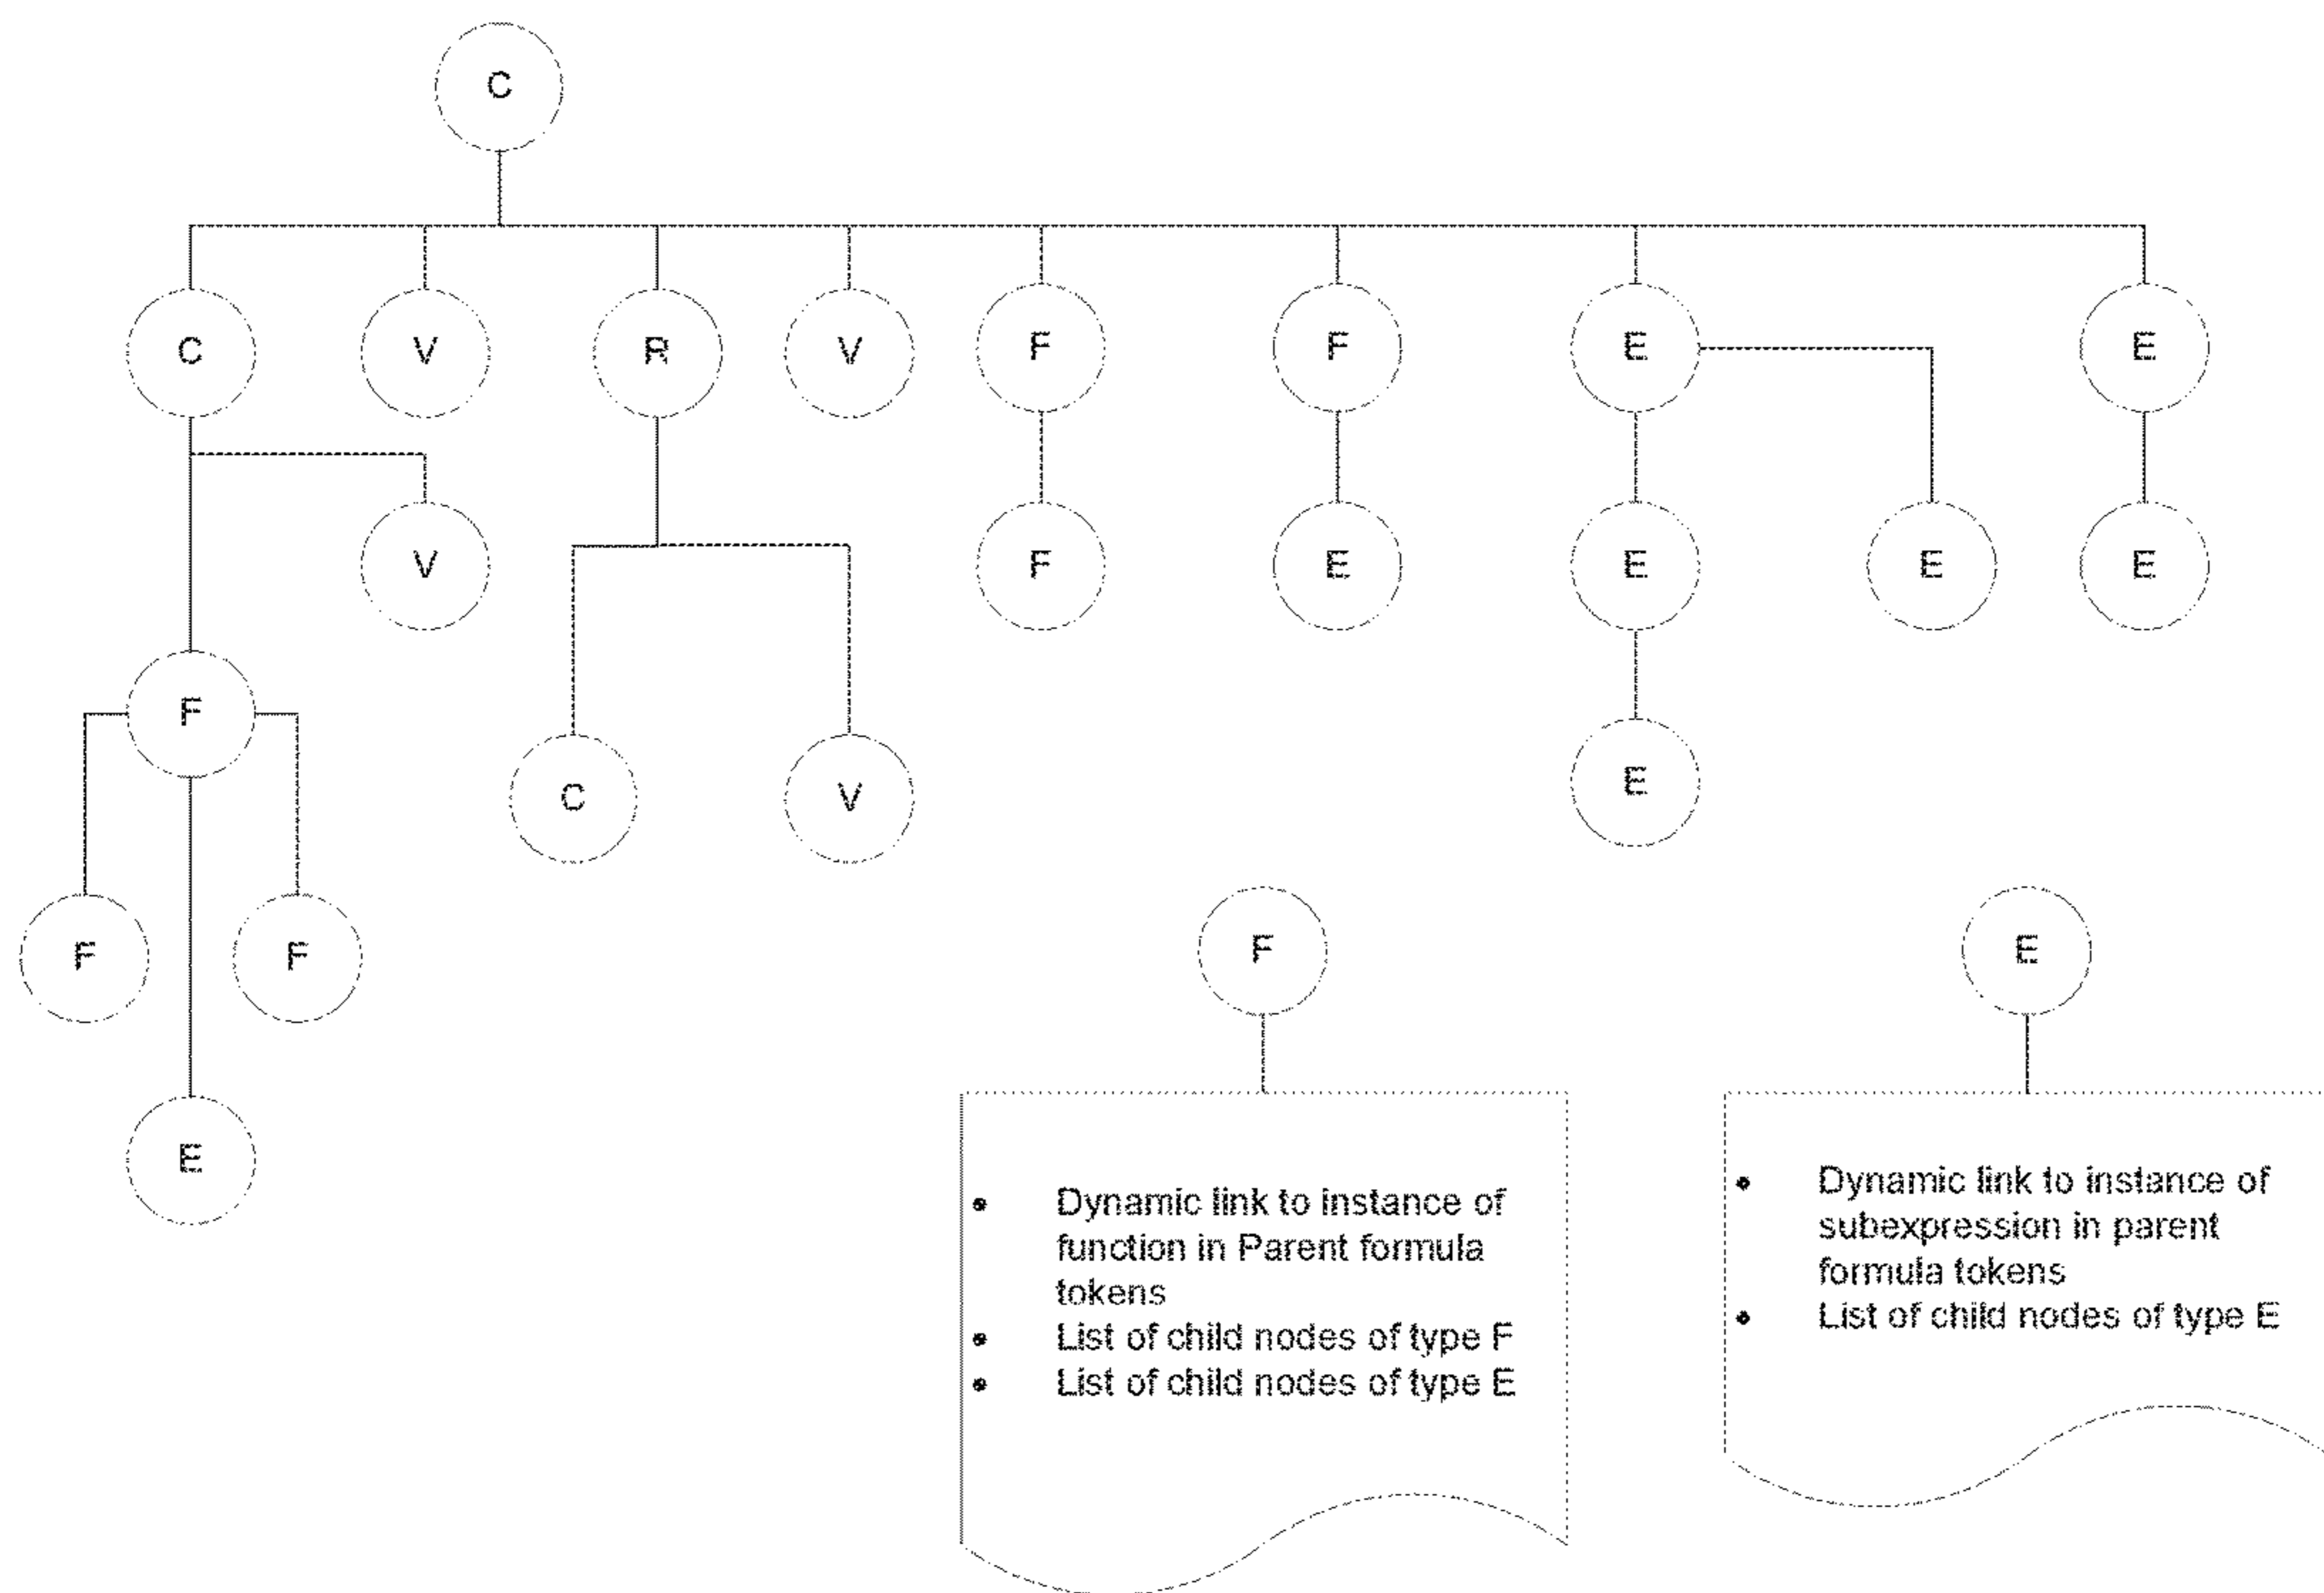 C
C V R V F F E E
V F E E E E
F
C V E
F F F E
E
• Dynamic link to instance of
function in Parent formula
tokens
• List of child nodes of type F
• List of child nodes of type E
• Dynamic link to instance of
subexpression in parent
formula tokens
• List of child nodes of type E